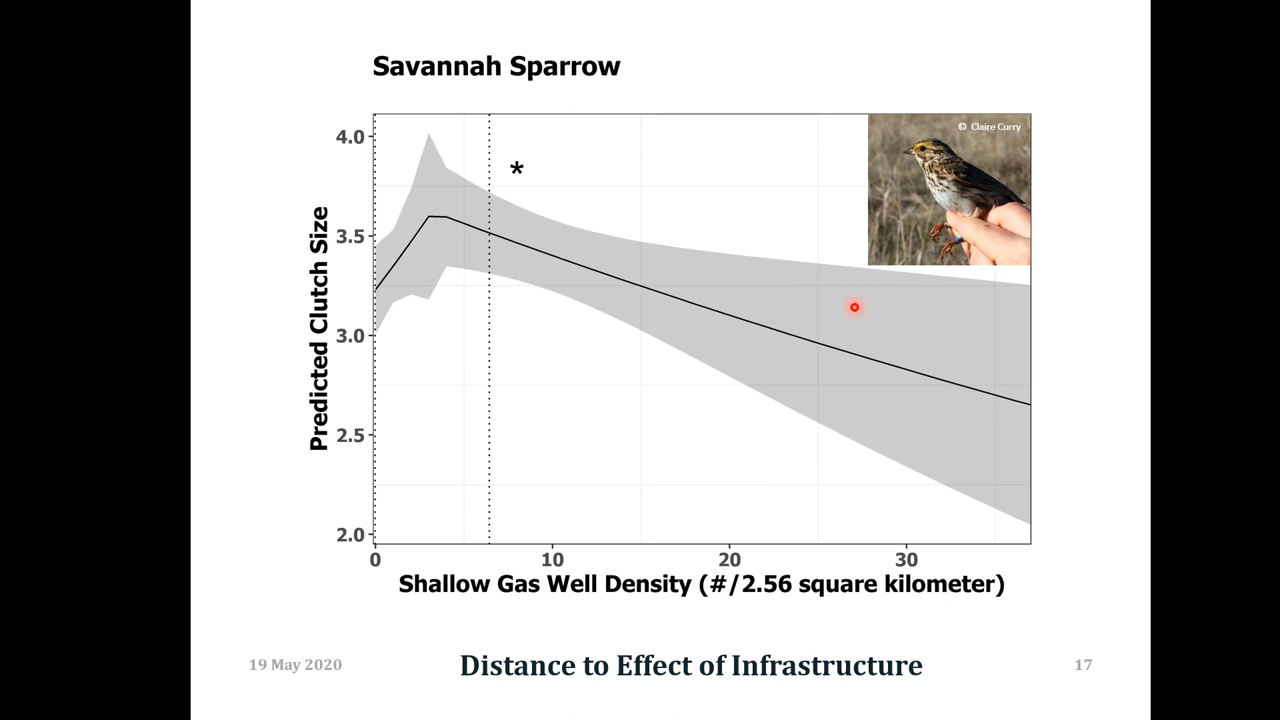 Savannah Sparrow
© Claire Curry
*
4.0
3.5
3.0
2.5
2.0
Predicted Clutch Size
0 10 20 30
Shallow Gas Well Density (#/2.56 square kilometer)
19 May 2020 Distance to Effect of Infrastructure 17